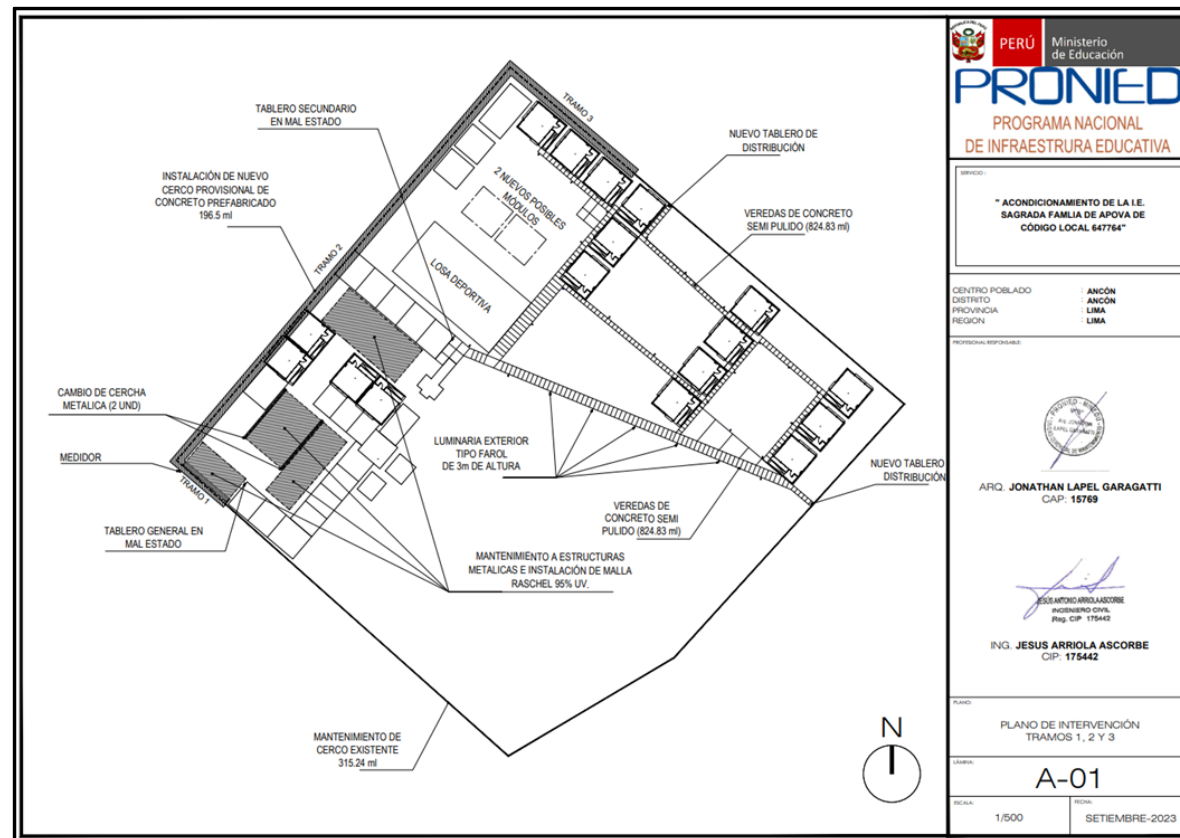 TABLERO SECUNDARIO
EN MAL ESTADO
TRAMO 3
NUEVO TABLERO DE
DISTRIBUCIÓN
INSTALACIÓN DE NUEVO
CERCO PROVISIONAL DE
CONCRETO PREFABRICADO
196.5 ml
2 NUEVOS POSIBLES
MÓDULOS
VEREDAS DE CONCRETO
SEMI PULIDO (824.83 ml)
TRAMO 2
LOSA DEPORTIVA
CAMBIO DE CERCHA
METALICA (2 UND)
MEDIDOR
TRAMO 1
LUMINARIA EXTERIOR
TIPO FAROL
DE 3m DE ALTURA
NUEVO TABLERO
DISTRIBUCIÓN
TABLERO GENERAL EN
MAL ESTADO
VEREDAS DE
CONCRETO SEMI
PULIDO (824.83 ml)
MANTENIMIENTO A ESTRUCTURAS
METALICAS E INSTALACIÓN DE MALLA
RASCHEL 95% UV.
MANTENIMIENTO DE
CERCO EXISTENTE
315.24 ml
N
PERÚ
Ministerio
de Educación
PRONIED
PROGRAMA NACIONAL
DE INFRAESTRURA EDUCATIVA
SERVICIO :
" ACONDICIONAMIENTO DE LA I.E.
SAGRADA FAMLIA DE APOVA DE
CÓDIGO LOCAL 647764"
CENTRO POBLADO : ANCÓN
DISTRITO : ANCÓN
PROVINCIA : LIMA
REGION : LIMA
PROFESIONAL RESPONSABLE:
ARQ. JONATHAN LAPEL GARAGATTI
CAP: 15769
JESUS ANTONIO ARRIOLA ASCORBE
INGENIERO CIVIL
Reg. CIP 175442
ING. JESUS ARRIOLA ASCORBE
CIP: 175442
PLANO:
PLANO DE INTERVENCIÓN
TRAMOS 1, 2 Y 3
LÁMINA:
A-01
ESCALA:
1/500
FECHA:
SETIEMBRE-2023